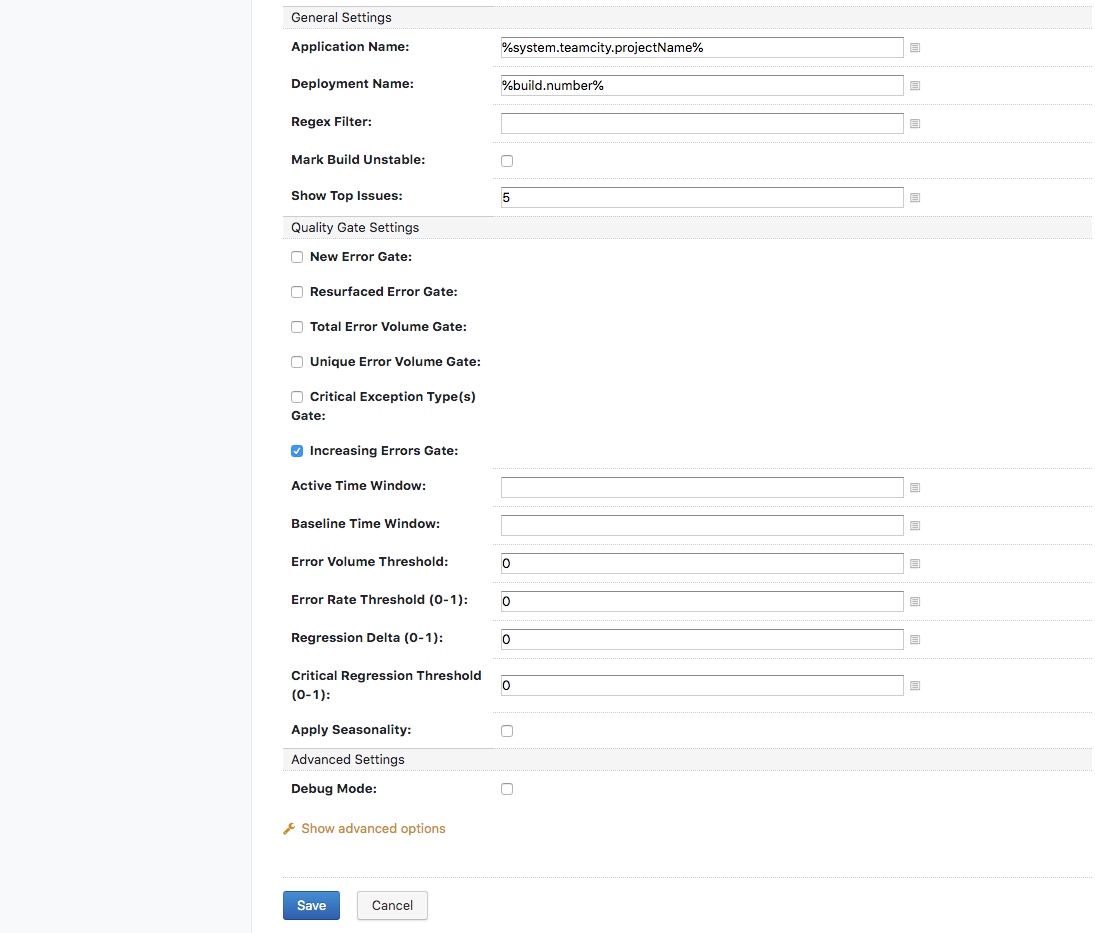 General Settings
Application Name: %system.teamcity.projectName%
Deployment Name: %build.number%
Regex Filter:
Mark Build Unstable:
Show Top Issues: 5
Quality Gate Settings
New Error Gate:
Resurfaced Error Gate:
Total Error Volume Gate:
Unique Error Volume Gate:
Critical Exception Type(s)
Gate:
Increasing Errors Gate:
Active Time Window:
Baseline Time Window:
Error Volume Threshold: 0
Error Rate Threshold (0-1): 0
Regression Delta (0-1): 0
Critical Regression Threshold
(0-1): 0
Apply Seasonality:
Advanced Settings
Debug Mode:
Show advanced options
Save Cancel